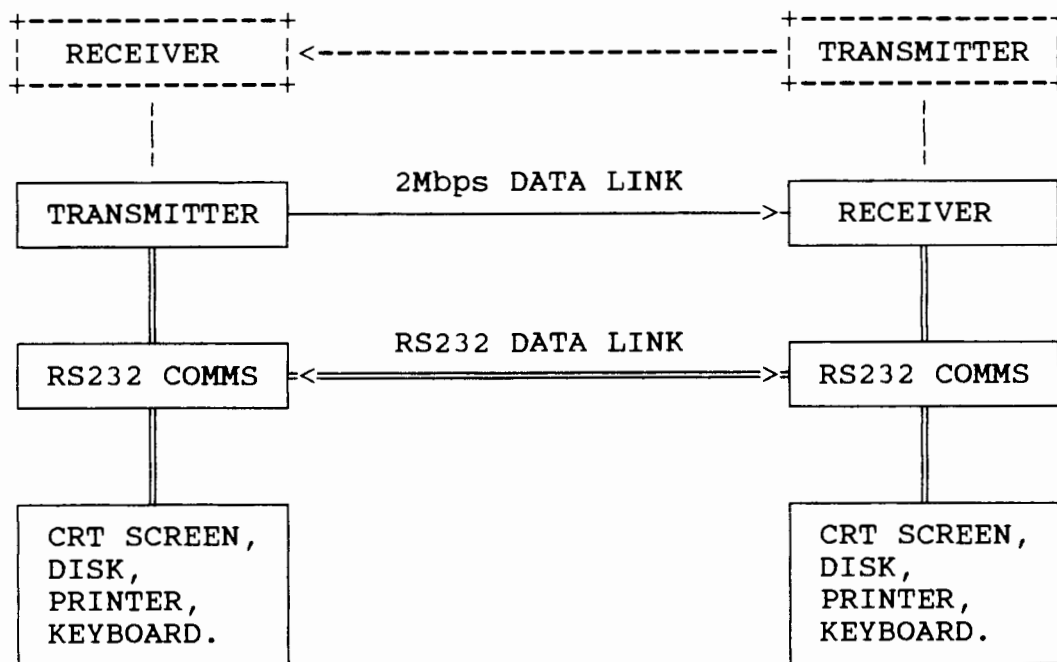 RECEIVER
TRANSMITTER
2Mbps DATA LINK
TRANSMITTER
RECEIVER
RS232 DATA LINK
RS232 COMMS
RS232 COMMS
CRT SCREEN,
DISK,
PRINTER,
KEYBOARD.
CRT SCREEN,
DISK,
PRINTER,
KEYBOARD.